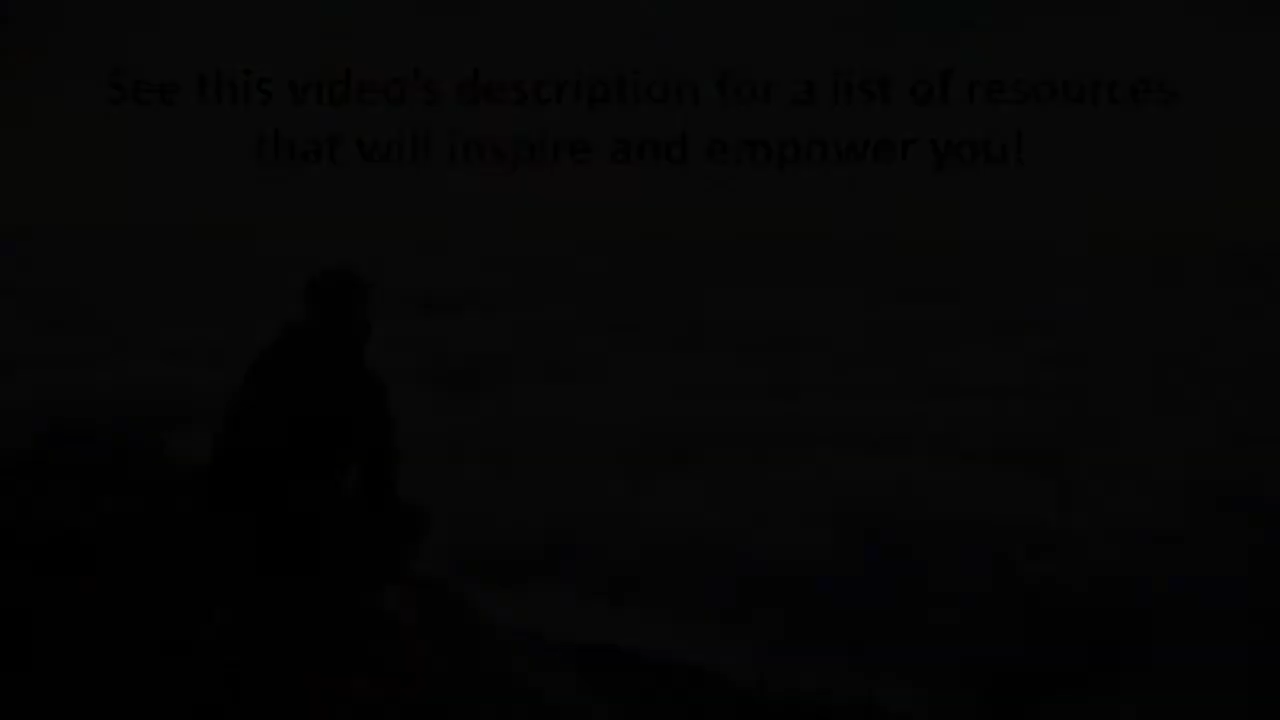 See this video's description for a list of resources
that will inspire and empower you!